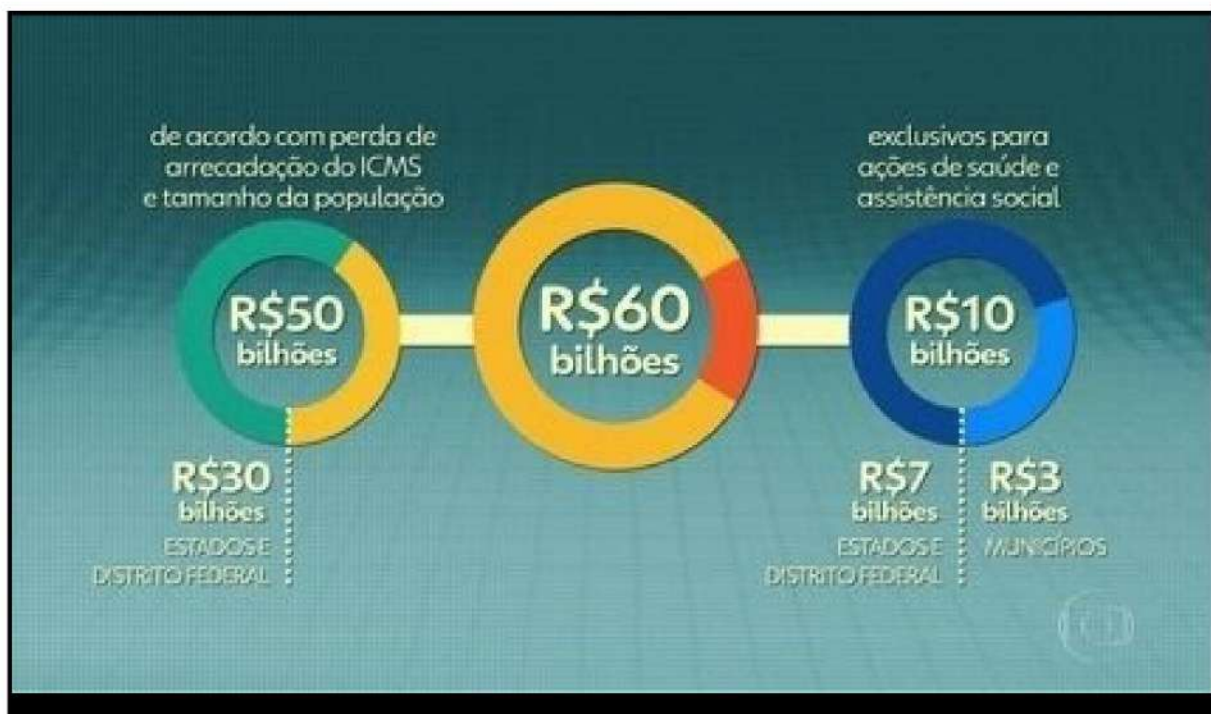 de acordo com perda de
arrecadação do ICMS
e tamanho da população
R$50
bilhões
R$30
bilhões
ESTADOS E
DISTRITO FEDERAL
R$60
bilhões
exclusivos para
ações de saúde e
assistência social
R$10
bilhões
R$7
bilhões
ESTADOS E
DISTRITO FEDERAL
R$3
bilhões
MUNICÍPIOS